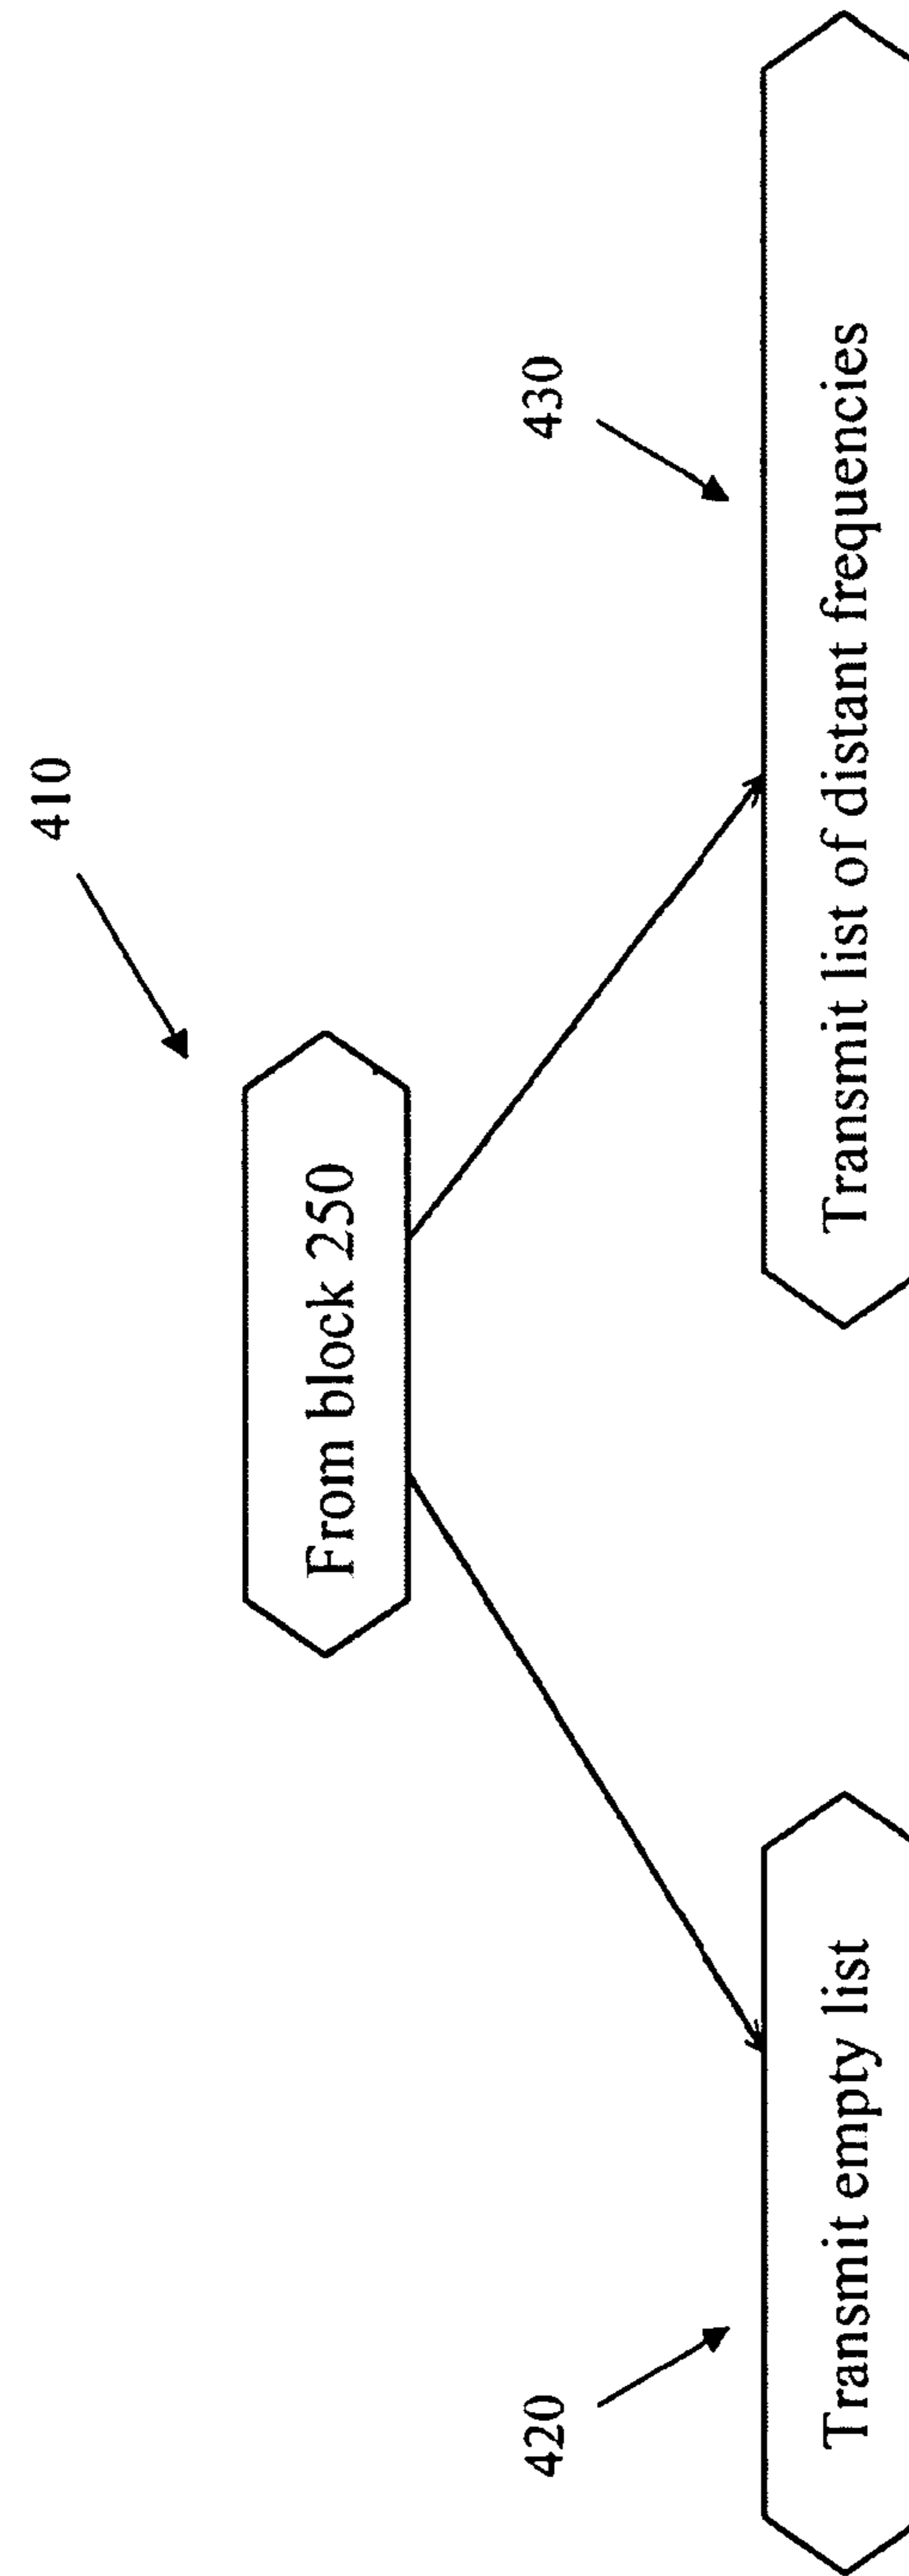 410
From block 250
420
430
Transmit empty list
Transmit list of distant frequencies